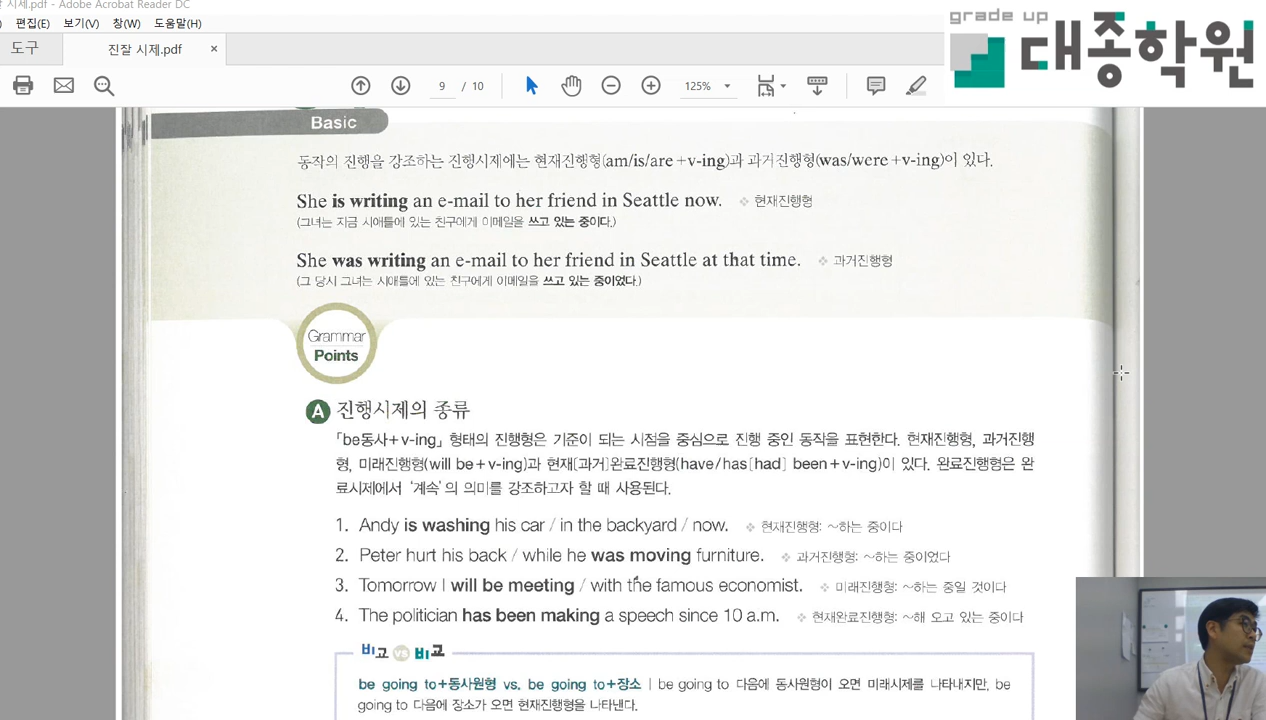 시제.pdf - Adobe Acrobat Reader DC
편집(E) 보기(V) 창(W) 도움말(H)
도구 진잘 시제.pdf ×
9 / 10 125%
grade up
대종학원
Basic
동작의 진행을 강조하는 진행시제에는 현재진행형(am/is/are+v-ing)과 과거진행형(was/were+v-ing)이 있다.
She is writing an e-mail to her friend in Seattle now. ❖ 현재진행형
(그녀는 지금 시애틀에 있는 친구에게 이메일을 쓰고 있는 중이다.)
She was writing an e-mail to her friend in Seattle at that time. ❖ 과거진행형
(그 당시 그녀는 시애틀에 있는 친구에게 이메일을 쓰고 있는 중이었다.)
Grammar
Points
A 진행시제의 종류
「be동사+v-ing」 형태의 진행형은 기준이 되는 시점을 중심으로 진행 중인 동작을 표현한다. 현재진행형, 과거진행
형, 미래진행형(will be+v-ing)과 현재[과거]완료진행형(have/has[had] been+v-ing)이 있다. 완료진행형은 완
료시제에서 '계속'의 의미를 강조하고자 할 때 사용된다.
1. Andy is washing his car / in the backyard / now. ❖ 현재진행형: ~하는 중이다
2. Peter hurt his back / while he was moving furniture. ❖ 과거진행형: ~하는 중이었다
3. Tomorrow I will be meeting / with the famous economist. ❖ 미래진행형: ~하는 중일 것이다
4. The politician has been making a speech since 10 a.m. ❖ 현재완료진행형: ~해 오고 있는 중이다
비교 vs 비교
be going to+동사원형 vs. be going to+장소 | be going to 다음에 동사원형이 오면 미래시제를 나타내지만, be
going to 다음에 장소가 오면 현재진행형을 나타낸다.